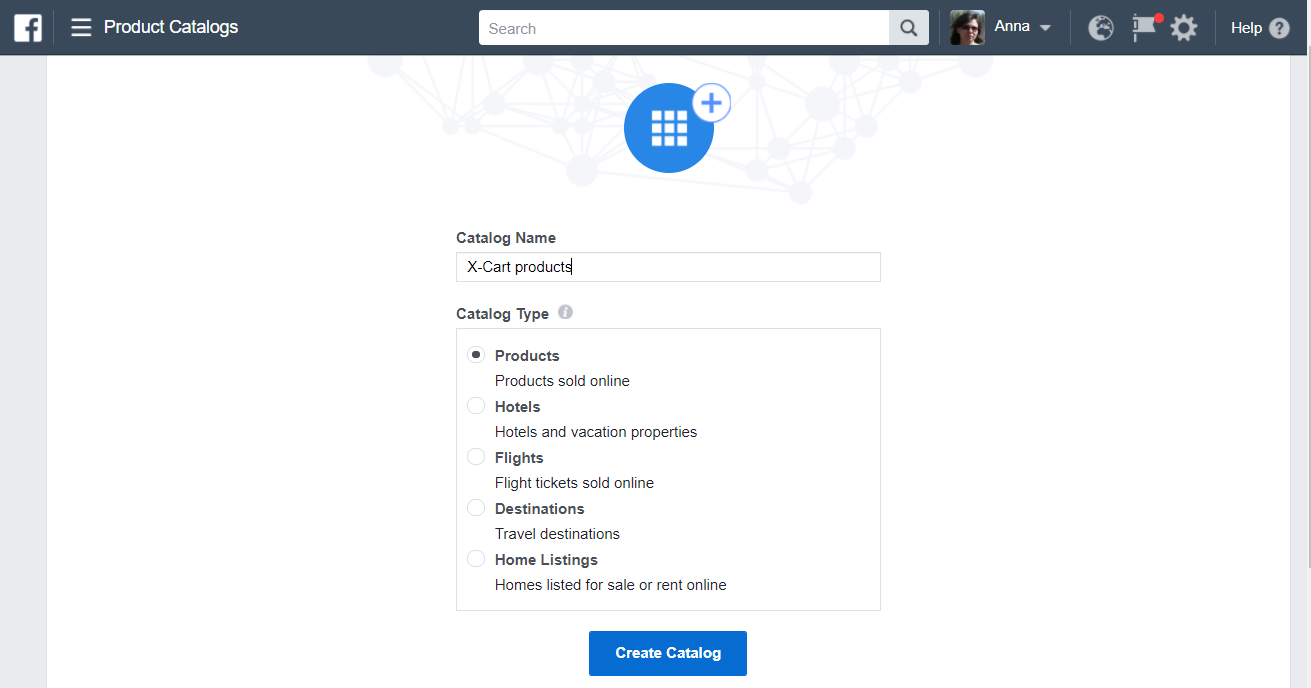 Product Catalogs
Search
Anna
Help
Catalog Name
X-Cart products
Catalog Type
Products
Products sold online
Hotels
Hotels and vacation properties
Flights
Flight tickets sold online
Destinations
Travel destinations
Home Listings
Homes listed for sale or rent online
Create Catalog